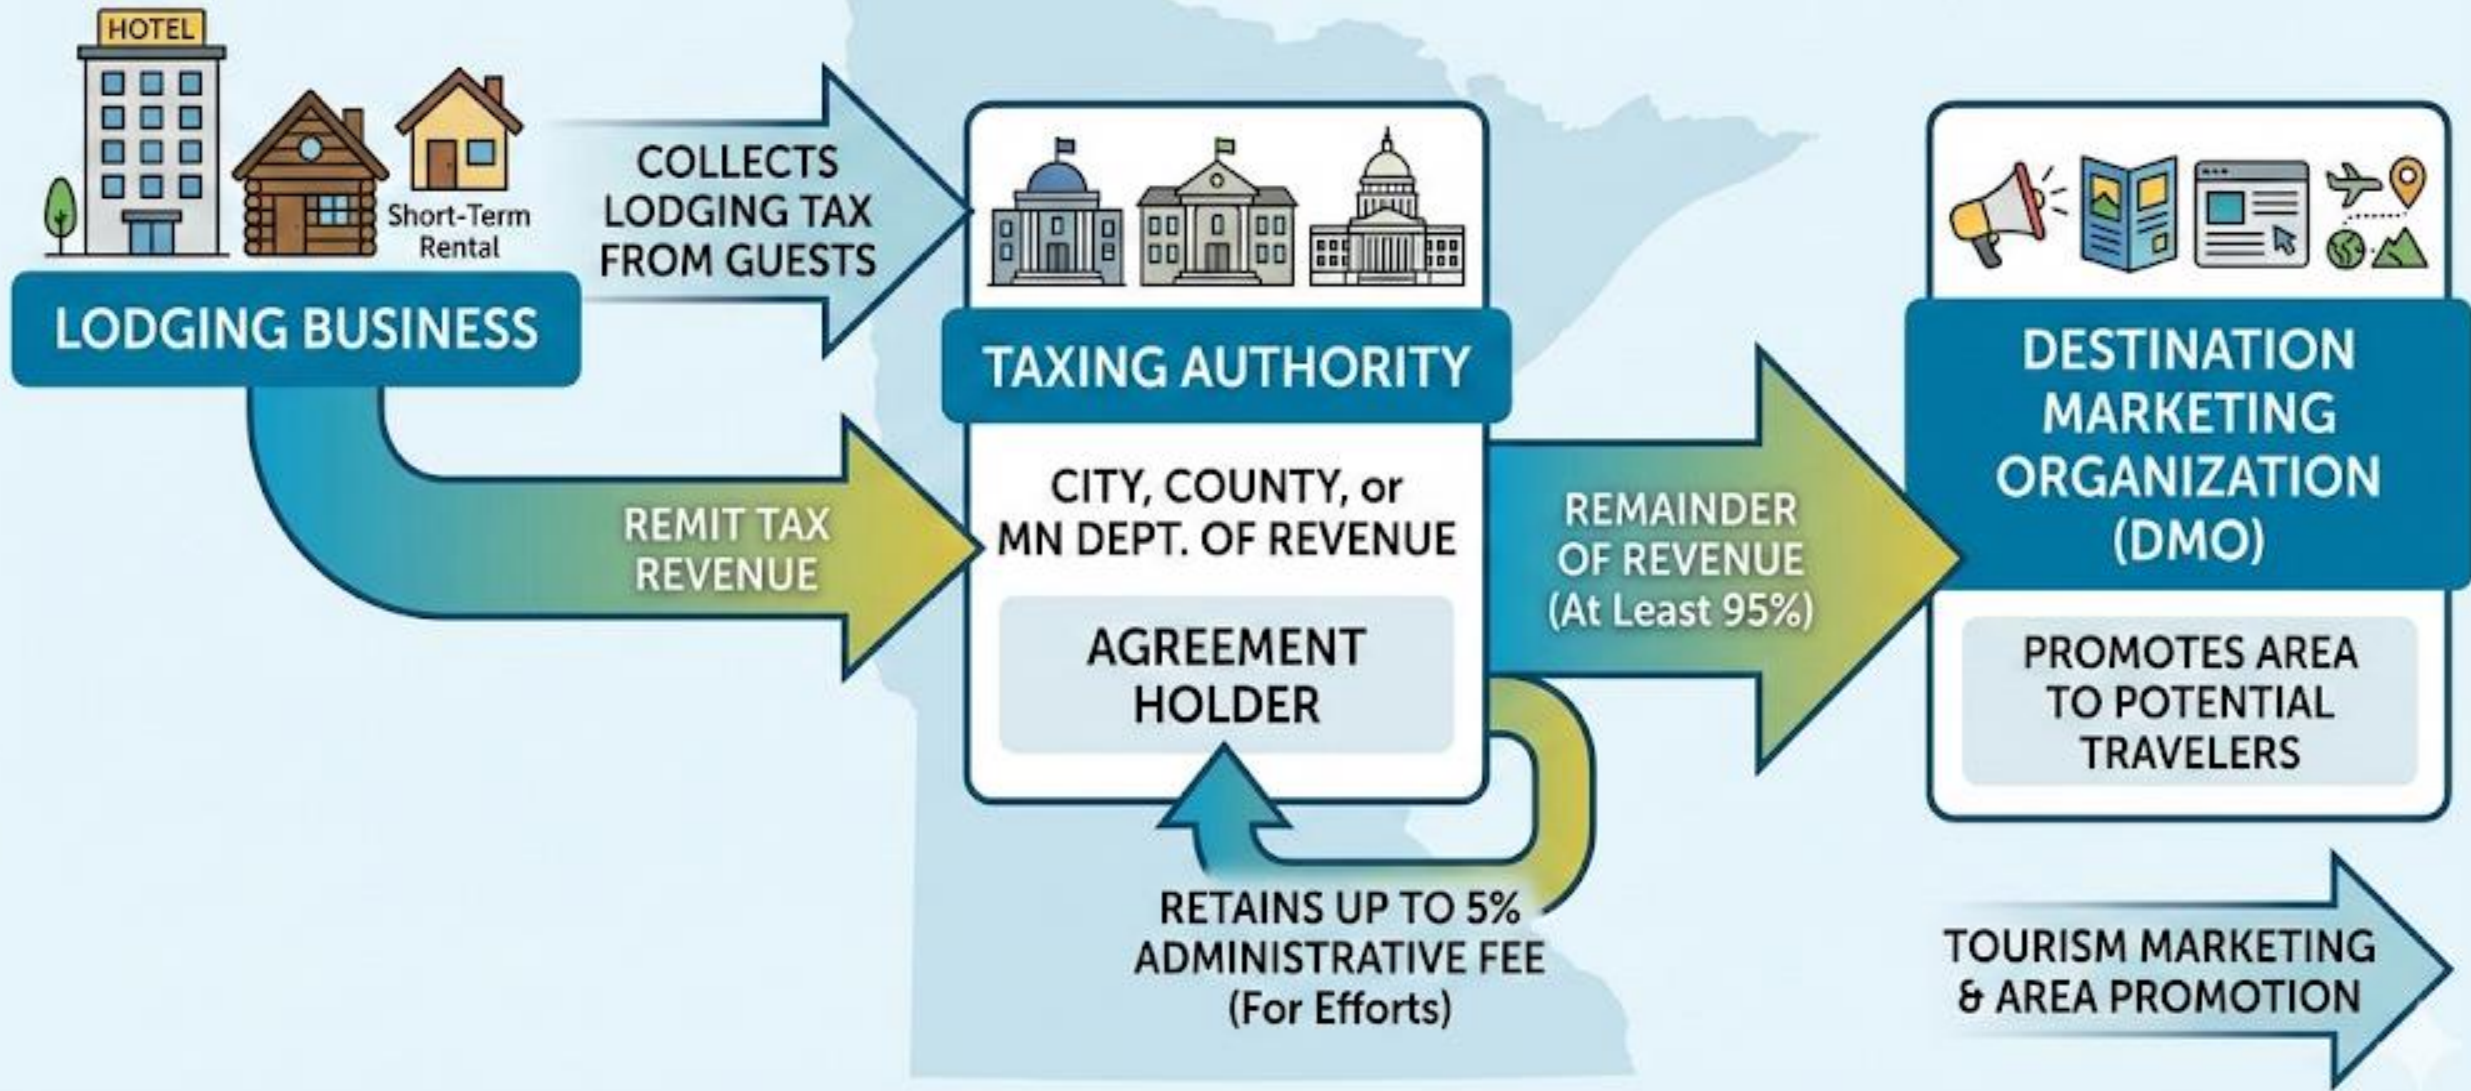 HOTEL
Short-Term
Rental
LODGING BUSINESS
COLLECTS
LODGING TAX
FROM GUESTS
REMIT TAX
REVENUE
TAXING AUTHORITY
CITY, COUNTY, or
MN DEPT. OF REVENUE
AGREEMENT
HOLDER
RETAINS UP TO 5%
ADMINISTRATIVE FEE
(For Efforts)
REMAINDER
OF REVENUE
(At Least 95%)
DESTINATION
MARKETING
ORGANIZATION
(DMO)
PROMOTES AREA
TO POTENTIAL
TRAVELERS
TOURISM MARKETING
& AREA PROMOTION